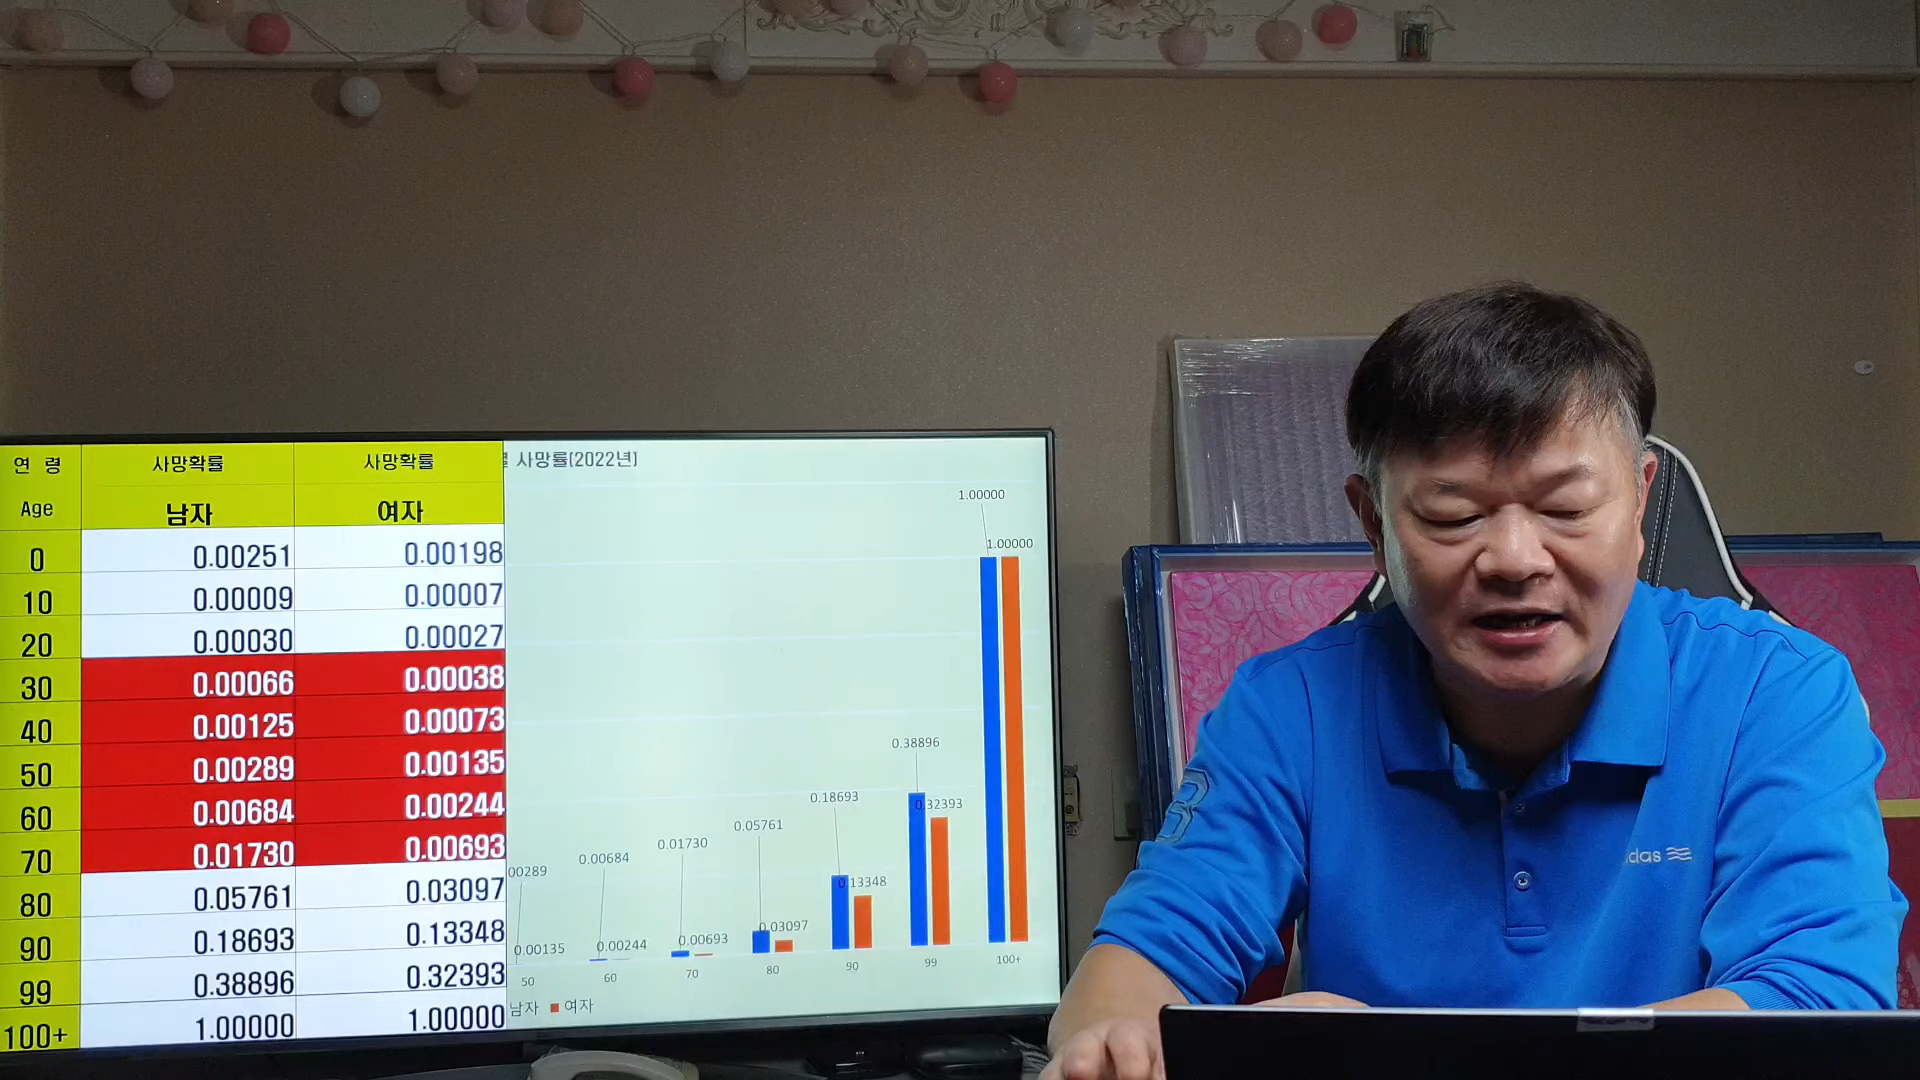 연 령 사망확률 사망확률
Age 남자 여자
0 0.00251 0.00198
10 0.00009 0.00007
20 0.00030 0.00027
30 0.00066 0.00038
40 0.00125 0.00073
50 0.00289 0.00135
60 0.00684 0.00244
70 0.01730 0.00693
80 0.05761 0.03097
90 0.18693 0.13348
99 0.38896 0.32393
100+ 1.00000 1.00000
사망률(2022년)
1.00000
1.00000
0.38896
0.32393
0.18693
0.13348
0.05761
0.03097
0.01730
0.00693
0.00684
0.00244
00289
0.00135
50 60 70 80 90 99 100+
남자 여자
3
das